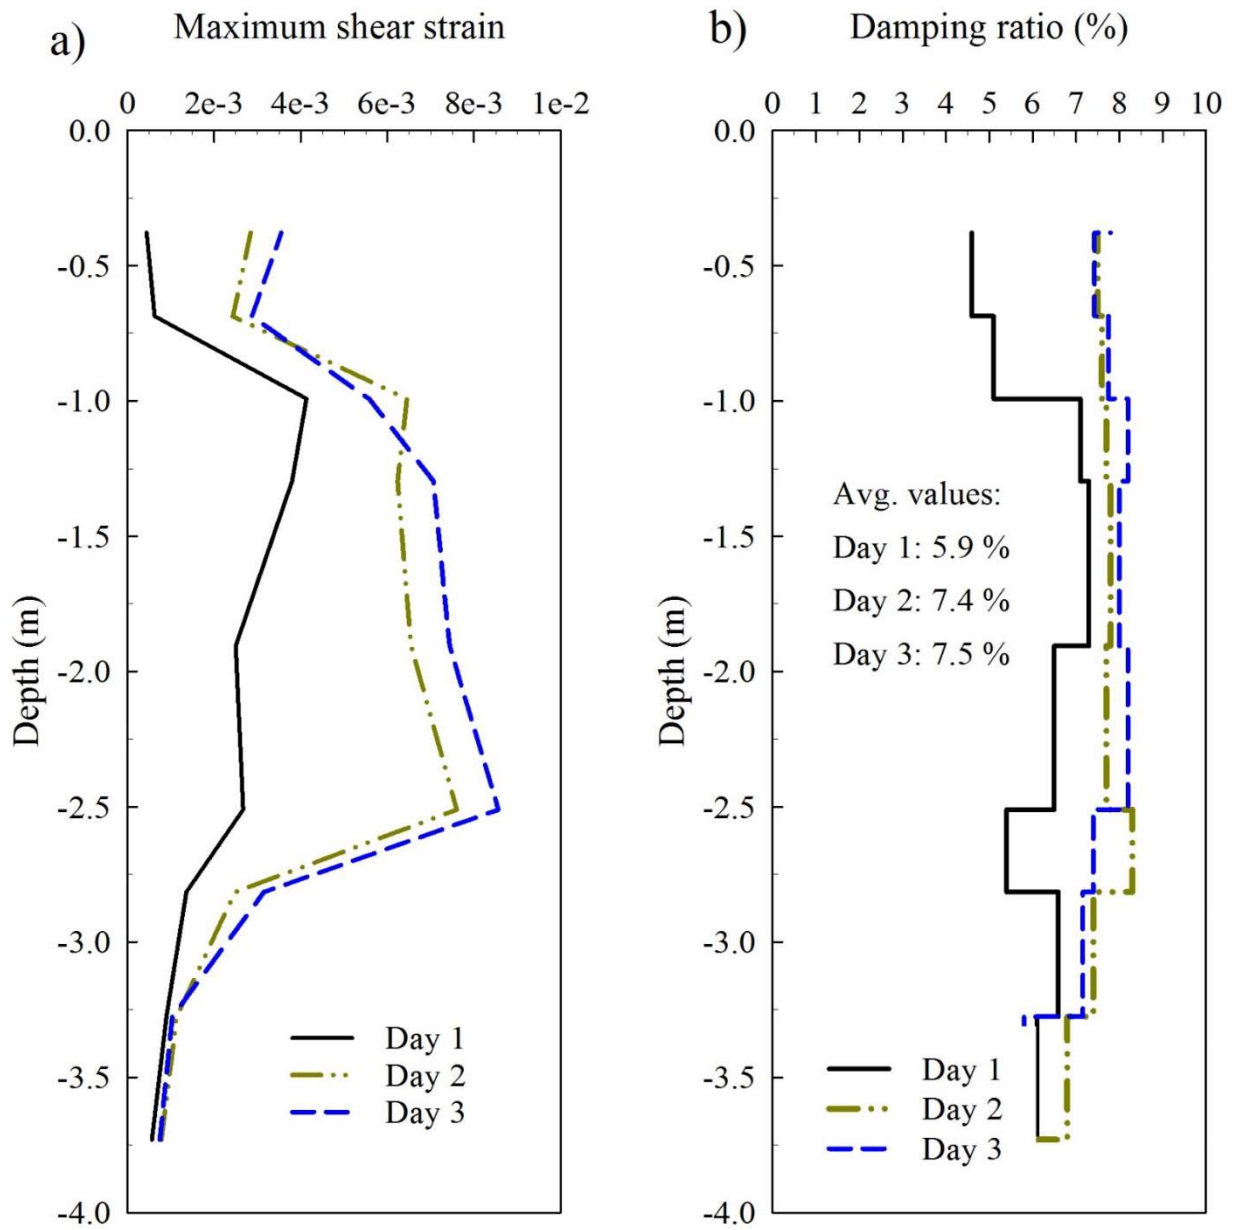 a)
Maximum shear strain
0 2e-3 4e-3 6e-3 8e-3 1e-2
0.0
-0.5
-1.0
-1.5
-2.0
-2.5
-3.0
-3.5
-4.0
Depth (m)
Day 1
Day 2
Day 3
b)
Damping ratio (%)
0 1 2 3 4 5 6 7 8 9 10
0.0
-0.5
-1.0
-1.5
-2.0
-2.5
-3.0
-3.5
-4.0
Depth (m)
Avg. values:
Day 1: 5.9 %
Day 2: 7.4 %
Day 3: 7.5 %
Day 1
Day 2
Day 3